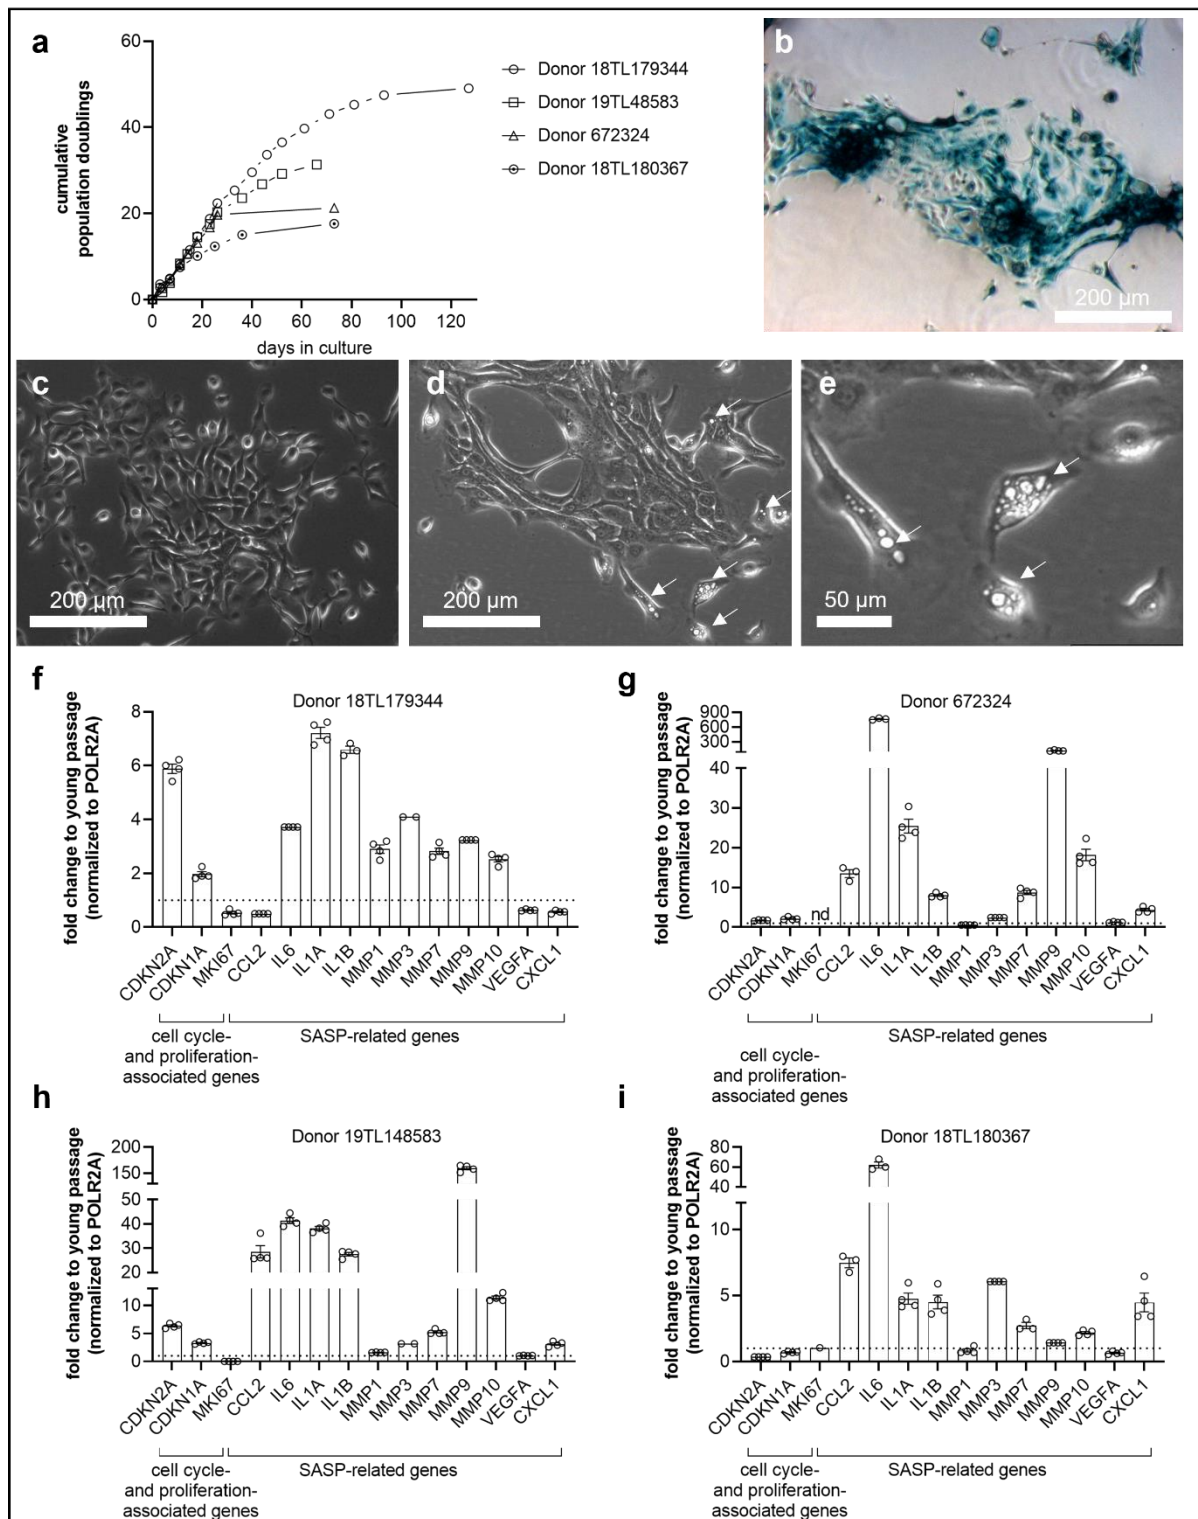 a
60
40
20
0
0 20 40 60 80 100 120
cumulative
population doublings
days in culture
Donor 18TL179344
Donor 19TL48583
Donor 672324
Donor 18TL180367
b
200 µm
c
200 µm
d
200 µm
e
50 µm
f
Donor 18TL179344
fold change to young passage
(normalized to POLR2A)
8
6
4
2
0
CDKN2A
CDKN1A
MKI67
CCL2
IL6
IL1A
IL1B
MMP1
MMP3
MMP7
MMP9
MMP10
VEGFA
CXCL1
cell cycle-
and proliferation-
associated genes
SASP-related genes
g
Donor 672324
fold change to young passage
(normalized to POLR2A)
900
600
300
40
30
20
10
0
nd
CDKN2A
CDKN1A
MKI67
CCL2
IL6
IL1A
IL1B
MMP1
MMP3
MMP7
MMP9
MMP10
VEGFA
CXCL1
cell cycle-
and proliferation-
associated genes
SASP-related genes
h
Donor 19TL148583
fold change to young passage
(normalized to POLR2A)
200
150
50
40
30
20
10
5
0
CDKN2A
CDKN1A
MKI67
CCL2
IL6
IL1A
IL1B
MMP1
MMP3
MMP7
MMP9
MMP10
VEGFA
CXCL1
cell cycle-
and proliferation-
associated genes
SASP-related genes
i
Donor 18TL180367
fold change to young passage
(normalized to POLR2A)
80
60
40
20
10
5
0
CDKN2A
CDKN1A
MKI67
CCL2
IL6
IL1A
IL1B
MMP1
MMP3
MMP7
MMP9
MMP10
VEGFA
CXCL1
cell cycle-
and proliferation-
associated genes
SASP-related genes